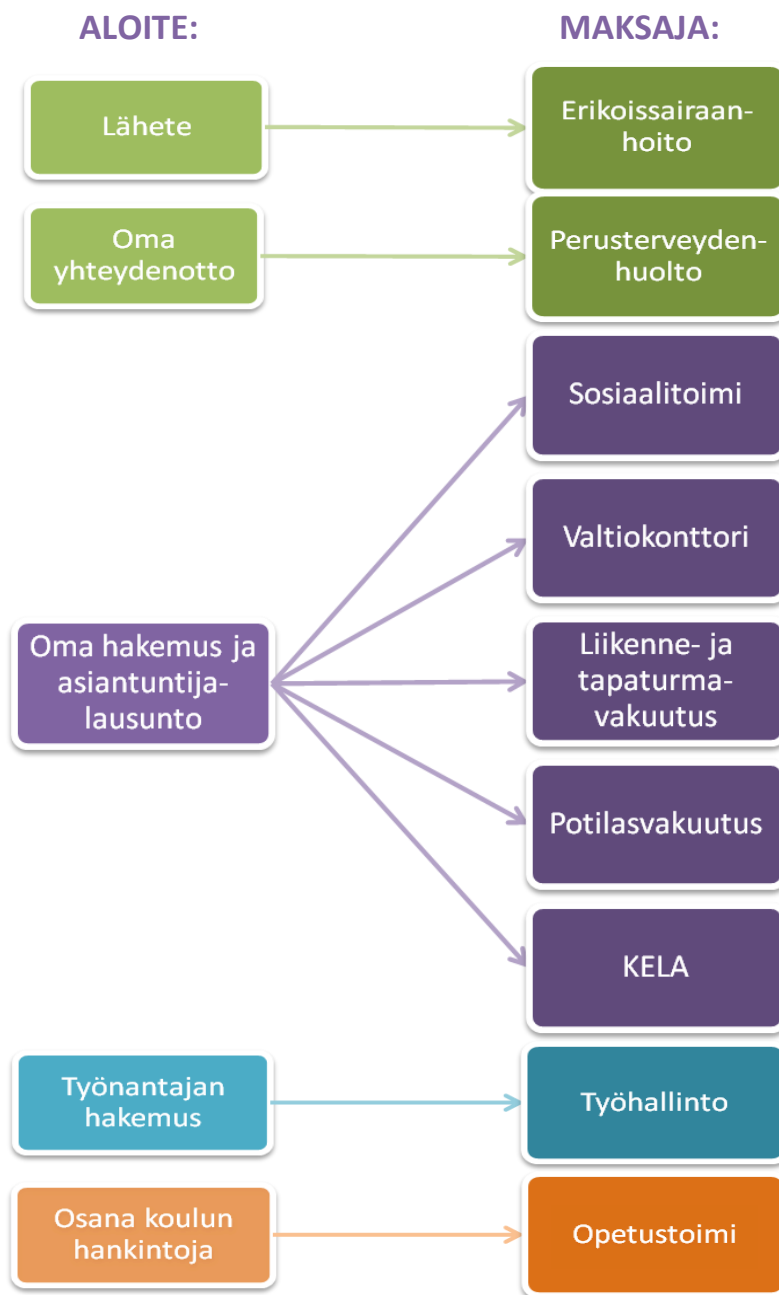 ALOITE:
MAKSAJA:
Lähete
Erikoissairaan-
hoito
Oma
yhteydenotto
Perusterveyden-
huolto
Oma hakemus ja
asiantuntija-
lausunto
Sosiaalitoimi
Valtiokonttori
Liikenne- ja
tapaturma-
vakuutus
Potilasvakuutus
KELA
Työnantajan
hakemus
Työhallinto
Osana koulun
hankintoja
Opetustoimi